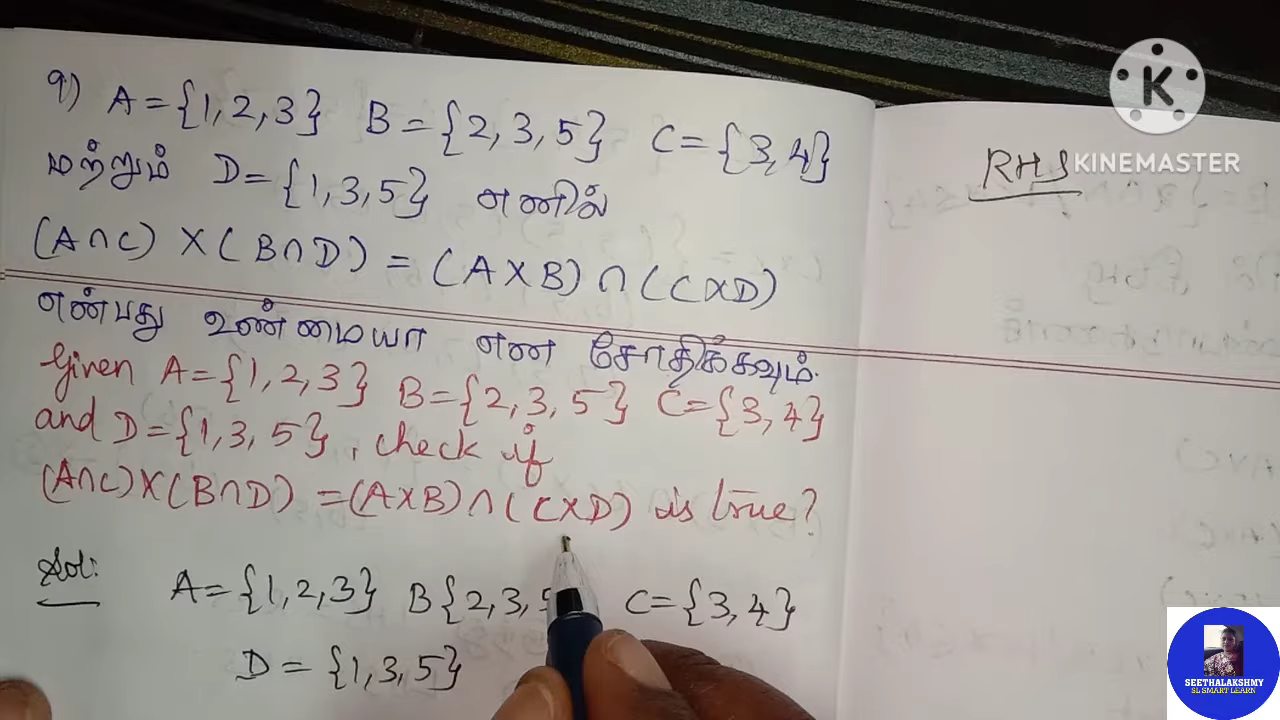 9) A = {1, 2, 3} B = {2, 3, 5} C = {3, 4}
மற்றும் D = {1, 3, 5} எனில்
(A∩C) × (B∩D) = (A×B) ∩ (C×D)
என்பது உண்மையா என சோதிக்கவும்.
Given A = {1, 2, 3} B = {2, 3, 5} C = {3, 4}
and D = {1, 3, 5}, check if
(A∩C) × (B∩D) = (A×B) ∩ (C×D) is true?
Sol:
A = {1, 2, 3} B {2, 3, 5 C = {3, 4}
D = {1, 3, 5}
RHS
KINEMASTER
K
SEETHALAKSHMY
SL SMART LEARN